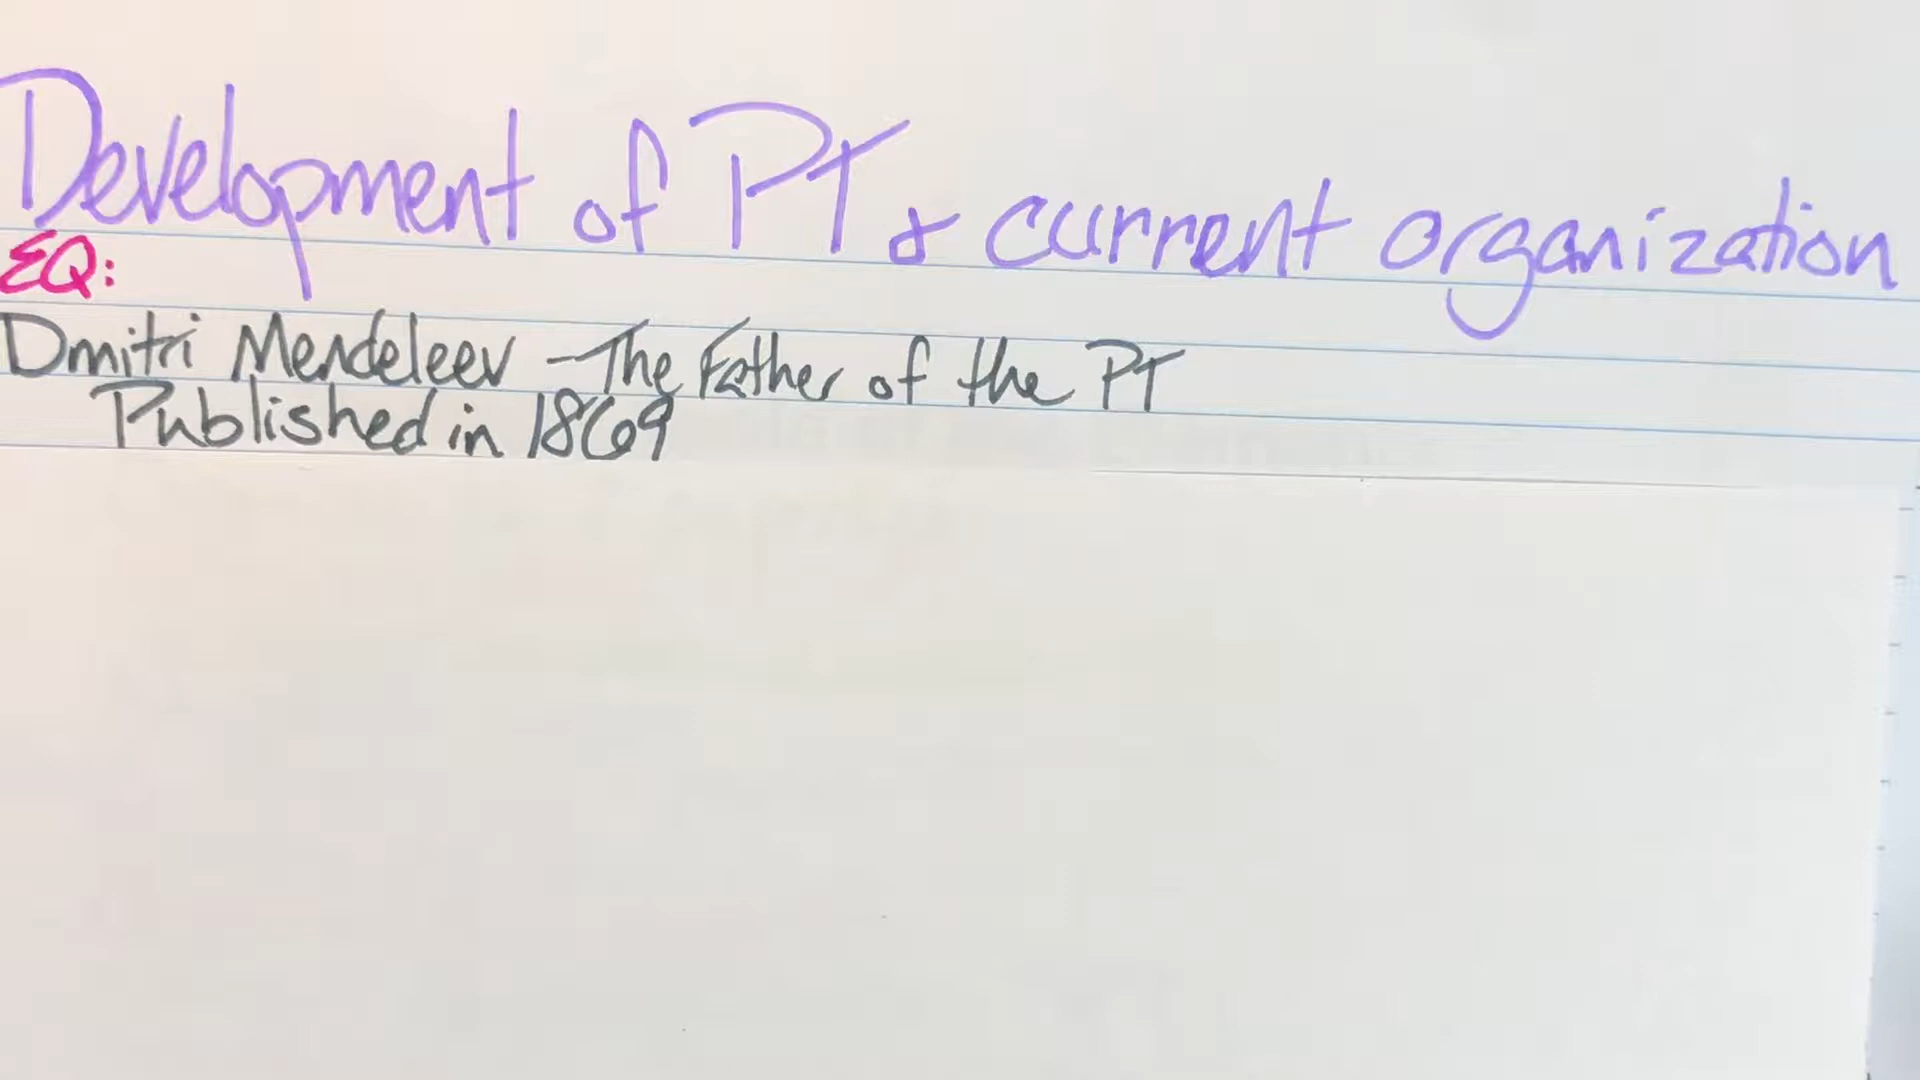 Development of PT & current organization
EQ:
Dmitri Mendeleev - The Father of the PT
Published in 1869